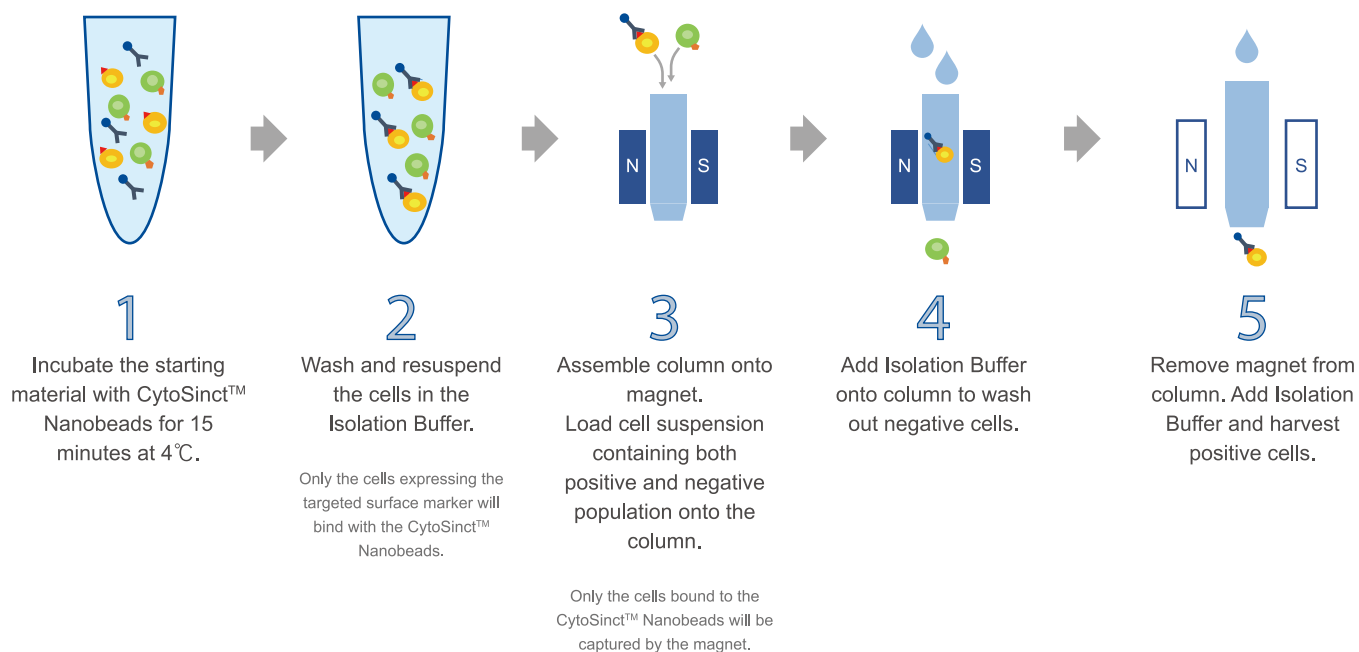 N S
N S
N S
1
Incubate the starting
material with CytoSinct™
Nanobeads for 15
minutes at 4℃.
2
Wash and resuspend
the cells in the
Isolation Buffer.
Only the cells expressing the
targeted surface marker will
bind with the CytoSinct™
Nanobeads.
3
Assemble column onto
magnet.
Load cell suspension
containing both
positive and negative
population onto the
column.
Only the cells bound to the
CytoSinct™ Nanobeads will be
captured by the magnet.
4
Add Isolation Buffer
onto column to wash
out negative cells.
5
Remove magnet from
column. Add Isolation
Buffer and harvest
positive cells.